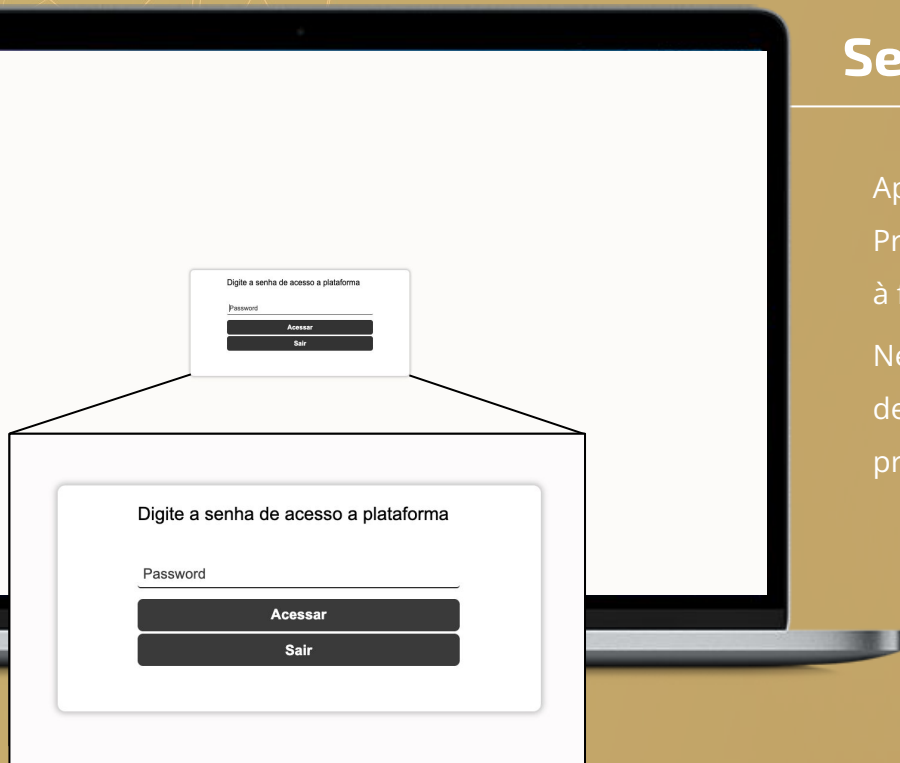 Digite a senha de acesso a plataforma
Password
Acessar
Sair
Digite a senha de acesso a plataforma
Password
Acessar
Sair
Se
Ap
Pr
à
Ne
de
pr